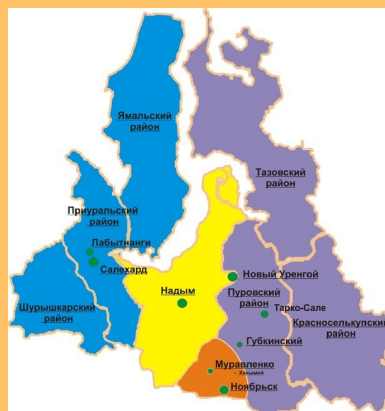 Ямальский
район
Тазовский
район
Приуральский
район
Лабытнанги
Салехард
Новый Уренгой
Надым
Пуровский
район
Тарко-Сале
Шурышкарский
район
Красноселькупский
район
Губкинский
Муравленко
Ханымей
Ноябрьск